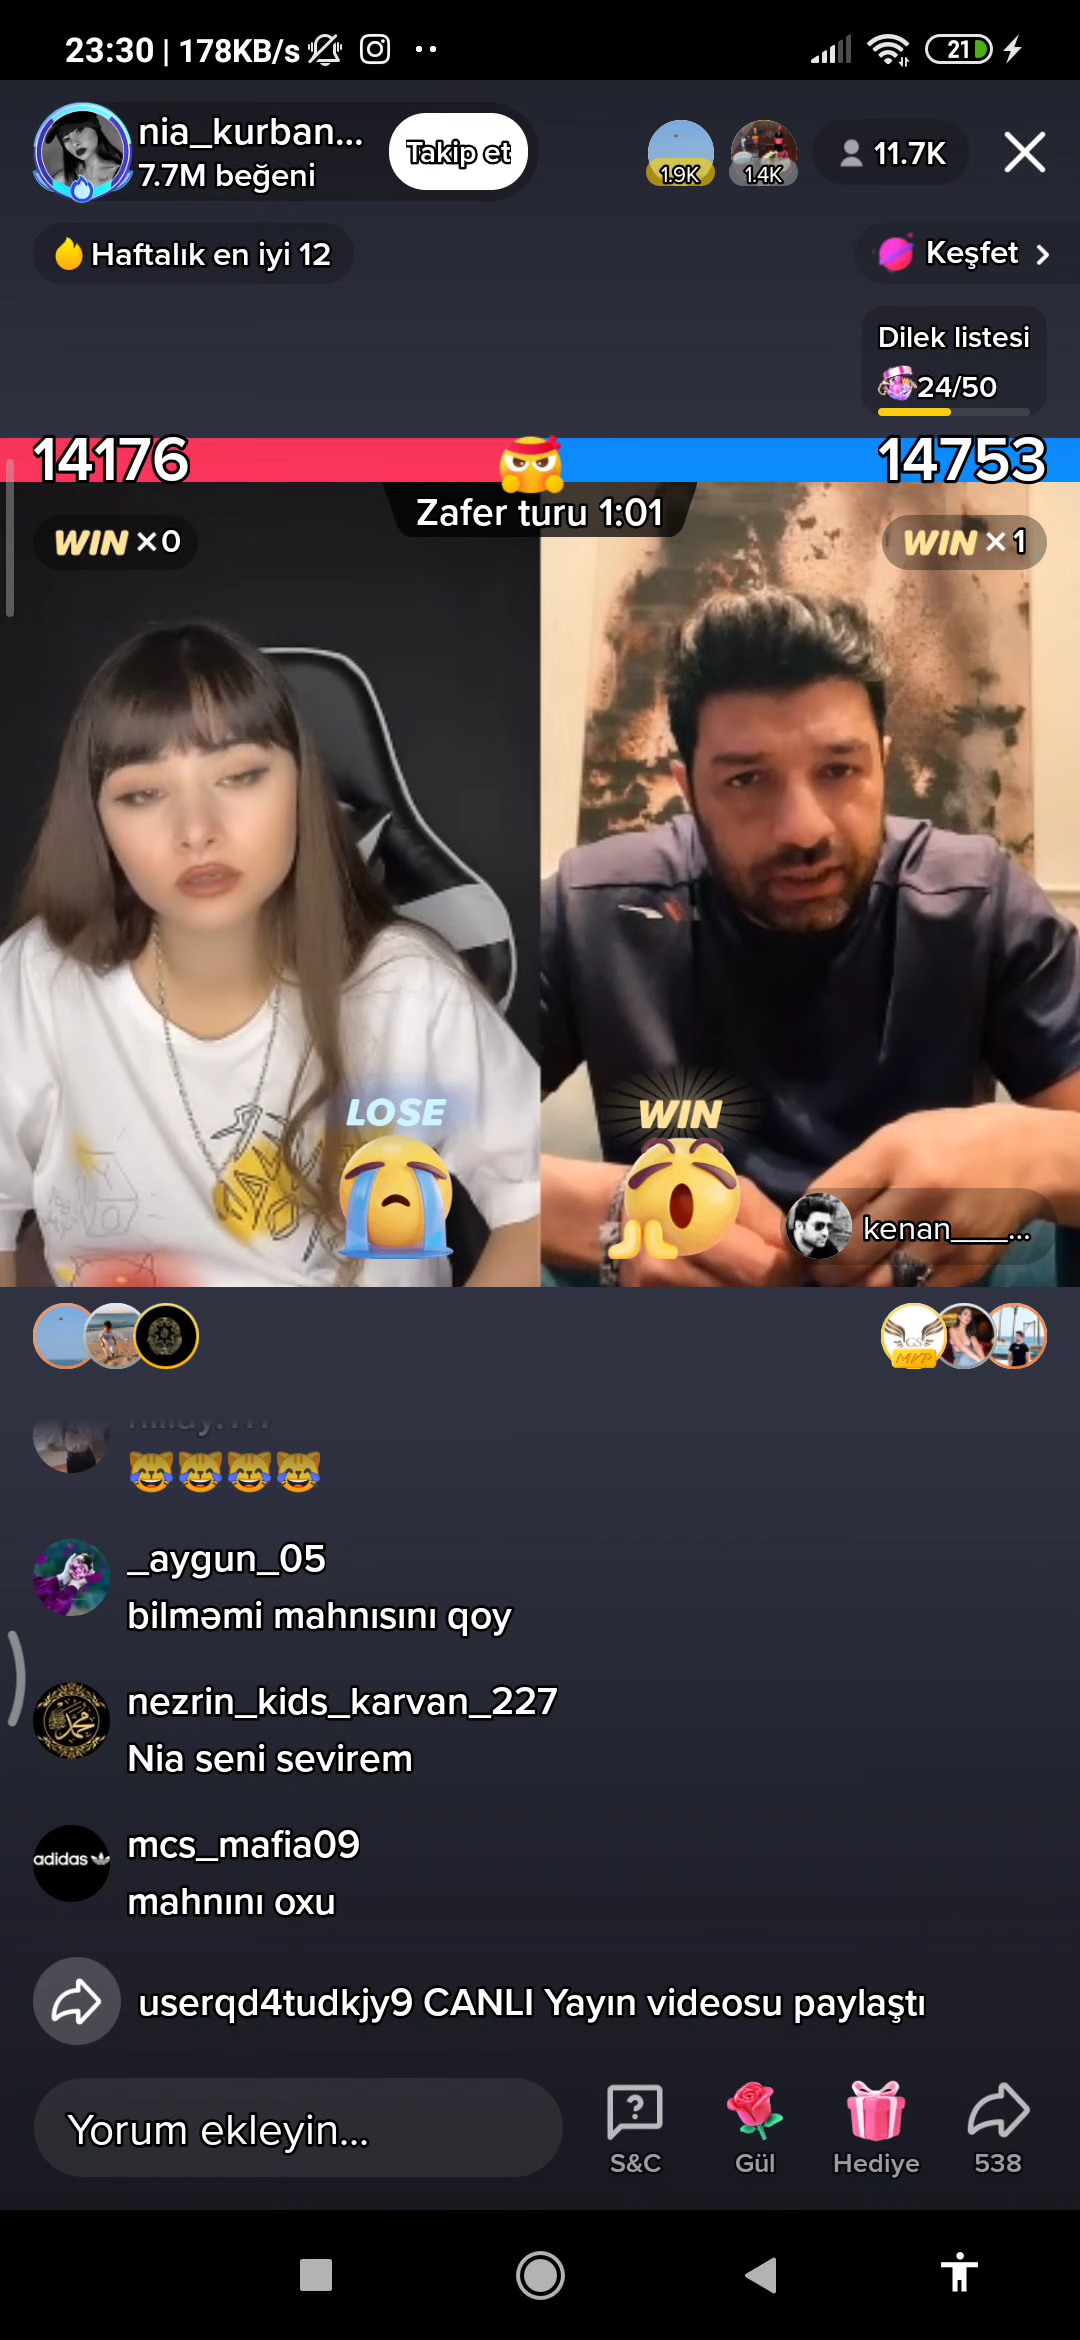 23:30 | 178KB/s
21
nia_kurban...
7.7M beğeni
Takip et
1.9K
1.4K
11.7K
Haftalık en iyi 12
Keşfet
Dilek listesi
24/50
14176
14753
Zafer turu 1:01
WIN ×0
WIN ×1
LOSE
WIN
kenan____...
MVP
_aygun_05
bilməmi mahnısını qoy
nezrin_kids_karvan_227
Nia seni sevirem
adidas
mcs_mafia09
mahnını oxu
userqd4tudkjy9 CANLI Yayın videosu paylaştı
Yorum ekleyin...
S&C
Gül
Hediye
538